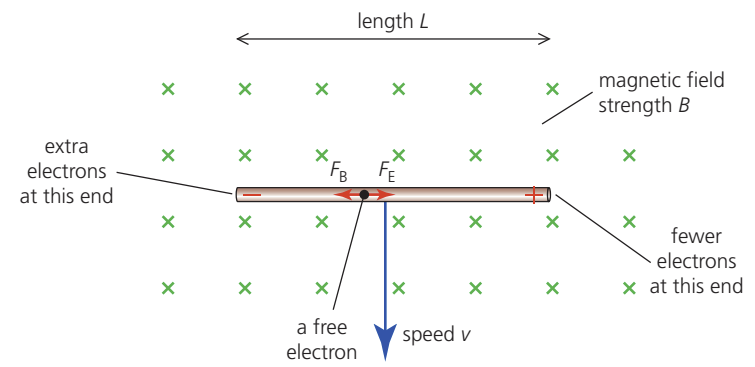 length L
magnetic field
strength B
extra
electrons
at this end
F_B
F_E
−
+
fewer
electrons
at this end
a free
electron
speed v